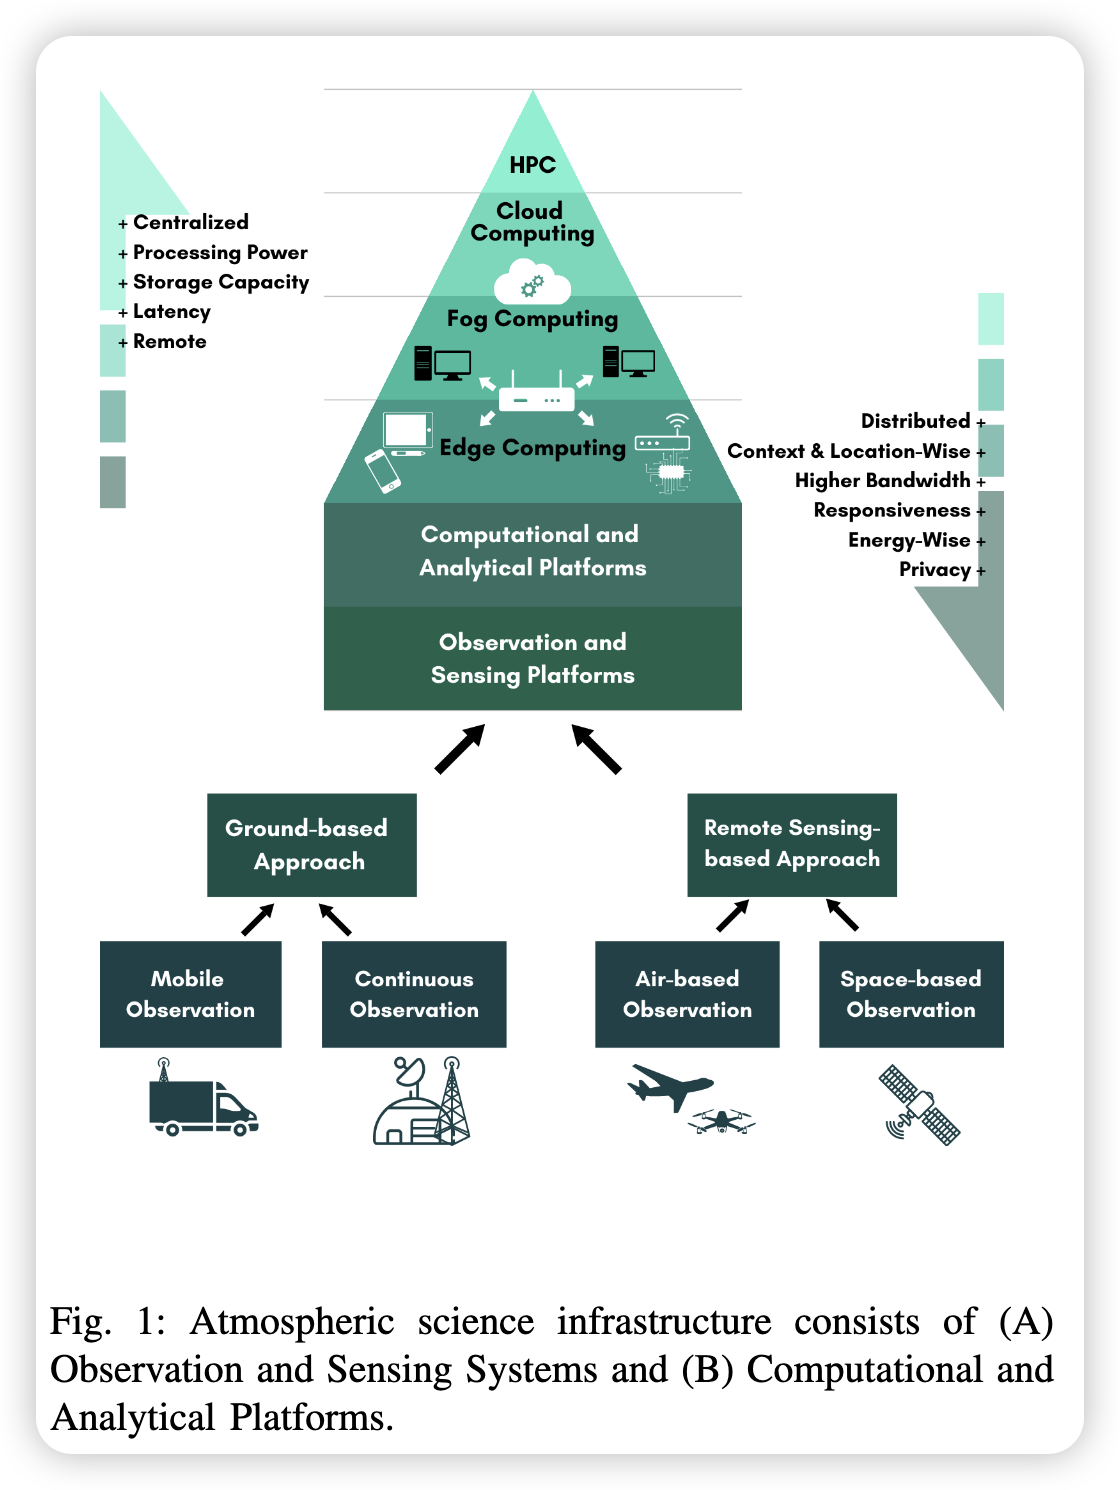 HPC
Cloud
Computing
+ Centralized
+ Processing Power
+ Storage Capacity
+ Latency
+ Remote
Fog Computing
Edge Computing
Distributed +
Context & Location-Wise +
Higher Bandwidth +
Responsiveness +
Energy-Wise +
Privacy +
Computational and
Analytical Platforms
Observation and
Sensing Platforms
Ground-based
Approach
Remote Sensing-
based Approach
Mobile
Observation
Continuous
Observation
Air-based
Observation
Space-based
Observation
Fig. 1: Atmospheric science infrastructure consists of (A)
Observation and Sensing Systems and (B) Computational and
Analytical Platforms.